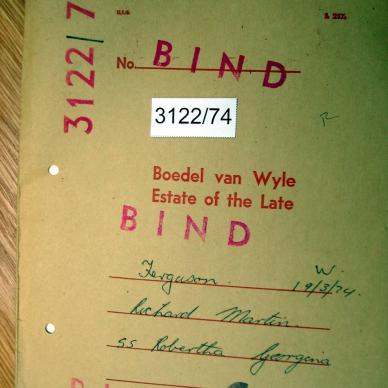 U.D.G.
3122/7
No. BIND
3122/74
Boedel van Wyle
Estate of the Late
BIND
Ferguson. W.
19/3/74.
Richard Martin.
SS Robertha Georgina